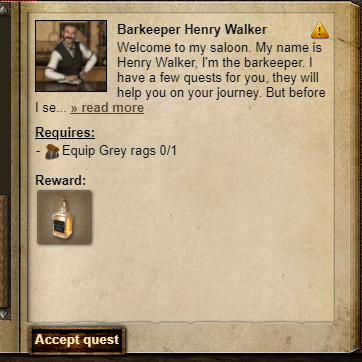 Barkeeper Henry Walker
Welcome to my saloon. My name is
Henry Walker, I'm the barkeeper. I
have a few quests for you, they will
help you on your journey. But before
I se... » read more
Requires:
- Equip Grey rags 0/1
Reward:
Accept quest